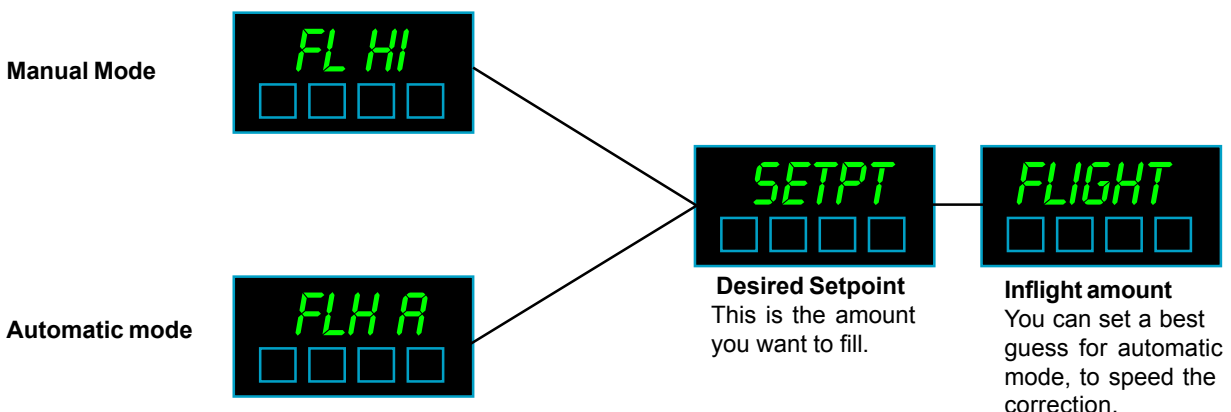 Manual Mode
FL HI
Automatic mode
FLH A
SETPT
Desired Setpoint
This is the amount
you want to fill.
FLIGHT
Inflight amount
You can set a best
guess for automatic
mode, to speed the
correction.